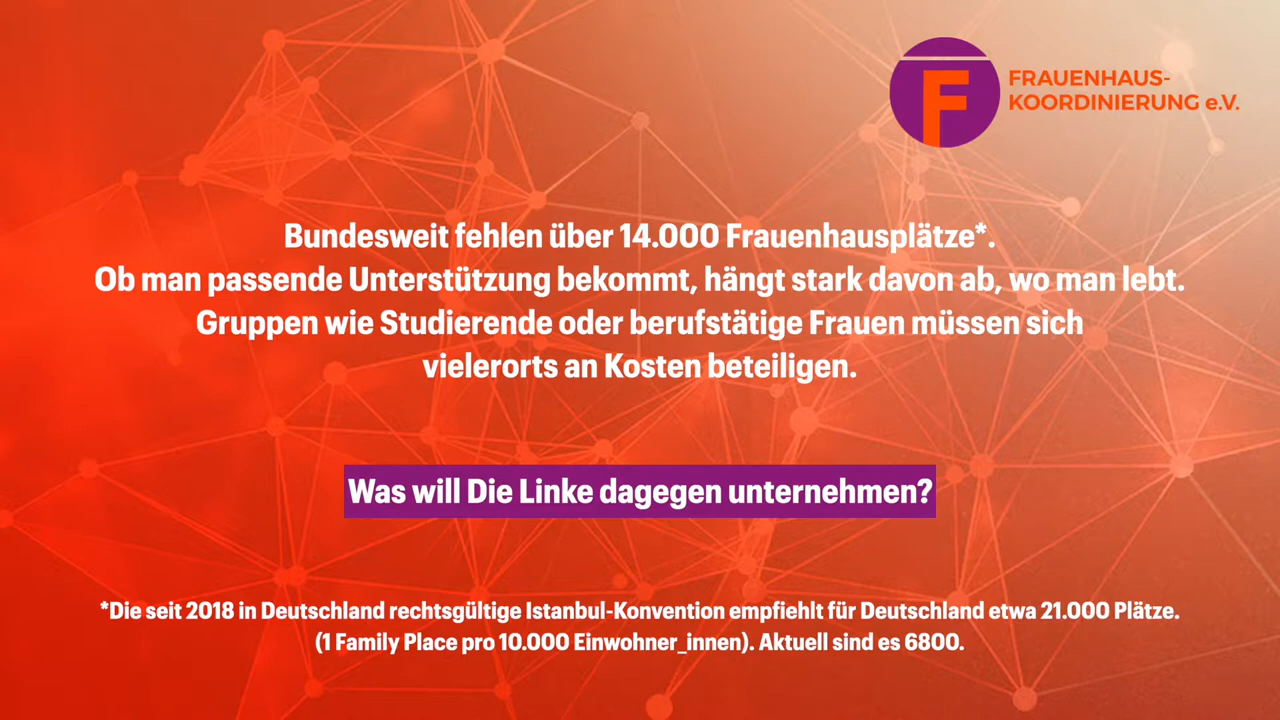 F
FRAUENHAUS-
KOORDINIERUNG e.V.
Bundesweit fehlen über 14.000 Frauenhausplätze*.
Ob man passende Unterstützung bekommt, hängt stark davon ab, wo man lebt.
Gruppen wie Studierende oder berufstätige Frauen müssen sich
vielerorts an Kosten beteiligen.
Was will Die Linke dagegen unternehmen?
*Die seit 2018 in Deutschland rechtsgültige Istanbul-Konvention empfiehlt für Deutschland etwa 21.000 Plätze.
(1 Family Place pro 10.000 Einwohner_innen). Aktuell sind es 6800.